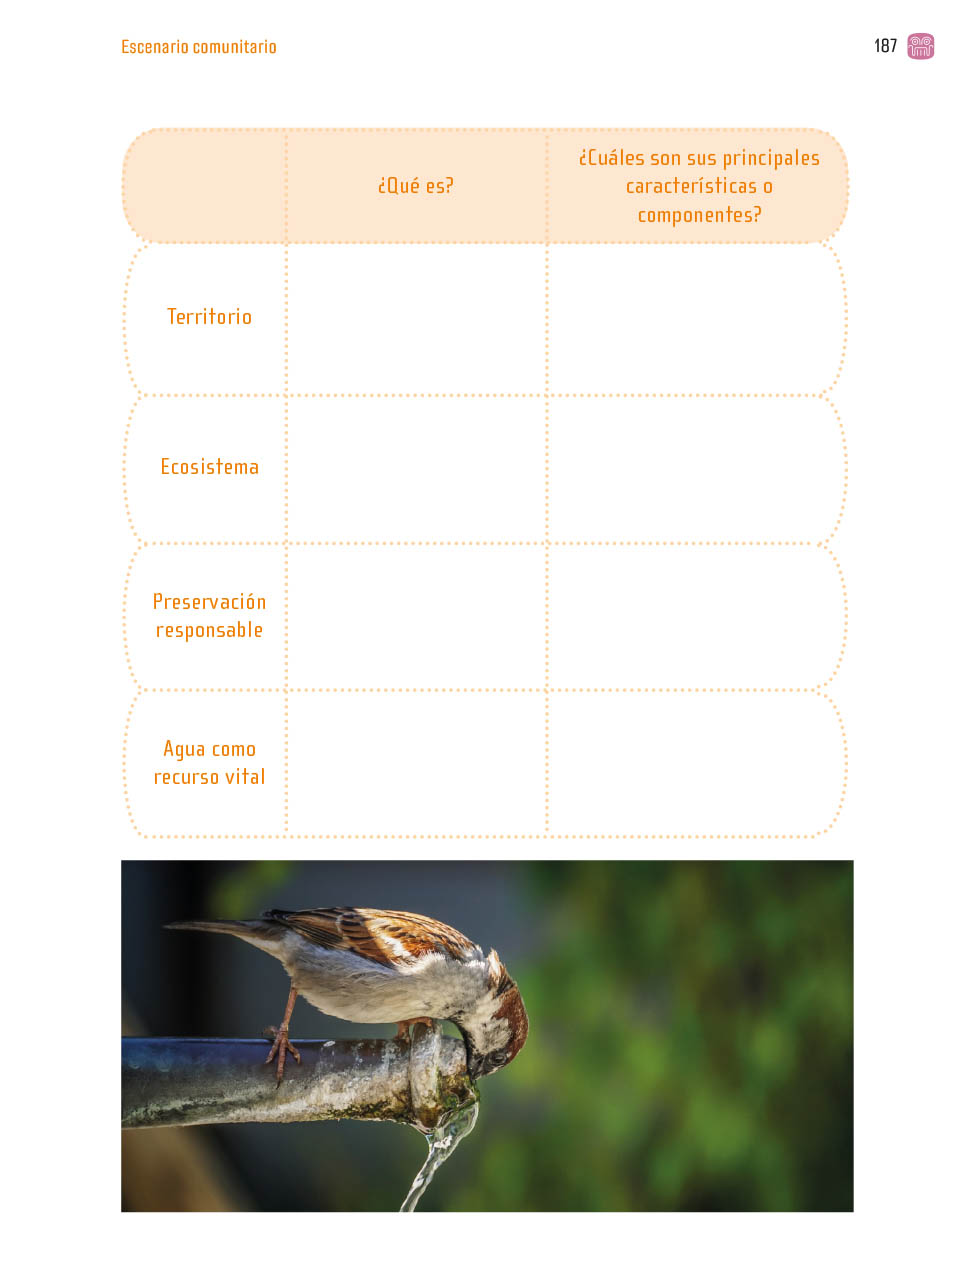 Escenario comunitario
187
¿Qué es?
¿Cuáles son sus principales
características o
componentes?
Territorio
Ecosistema
Preservación
responsable
Agua como
recurso vital